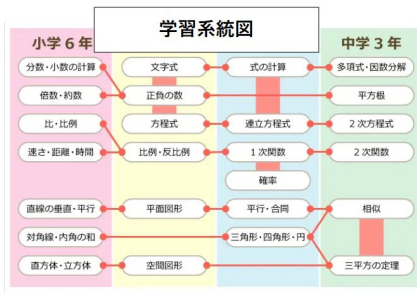 学習系統図
小学6年
中学3年
分数・小数の計算
文字式
式の計算
多項式・因数分解
倍数・約数
正負の数
平方根
比・比例
方程式
連立方程式
2次方程式
速さ・距離・時間
比例・反比例
1次関数
2次関数
確率
直線の垂直・平行
平面図形
平行・合同
相似
対角線・内角の和
三角形・四角形・円
直方体・立方体
空間図形
三平方の定理